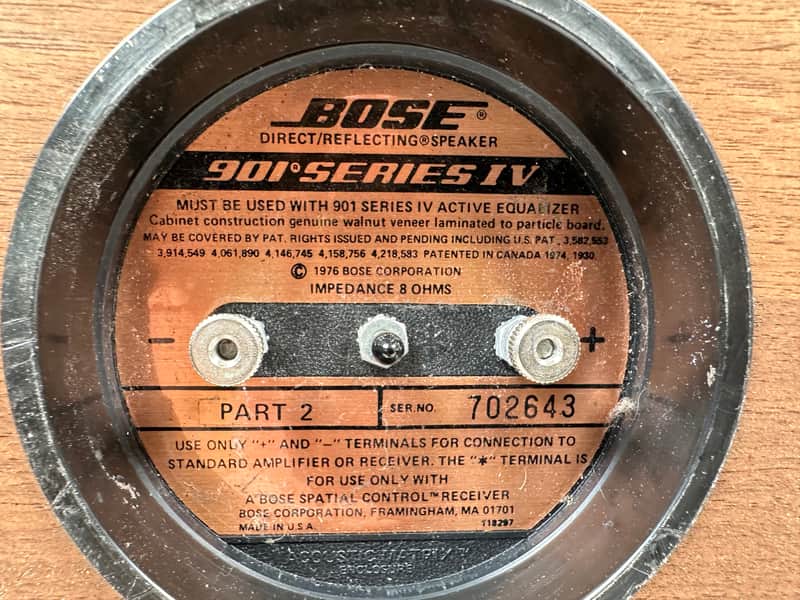 BOSE®
DIRECT/REFLECTING® SPEAKER
901® SERIES IV
MUST BE USED WITH 901 SERIES IV ACTIVE EQUALIZER
Cabinet construction genuine walnut veneer laminated to particle board.
MAY BE COVERED BY PAT. RIGHTS ISSUED AND PENDING INCLUDING U.S. PAT. 3,582,553
3,914,549 4,061,890 4,146,745 4,158,756 4,218,583 PATENTED IN CANADA 1974, 1930
© 1976 BOSE CORPORATION
IMPEDANCE 8 OHMS
− +
PART 2 SER. NO. 702643
USE ONLY "+" AND "−" TERMINALS FOR CONNECTION TO
STANDARD AMPLIFIER OR RECEIVER. THE "*" TERMINAL IS
FOR USE ONLY WITH
A BOSE SPATIAL CONTROL™ RECEIVER
BOSE CORPORATION, FRAMINGHAM, MA 01701
MADE IN U.S.A. 118297
ACOUSTIC MATRIX™
ENCLOSURE